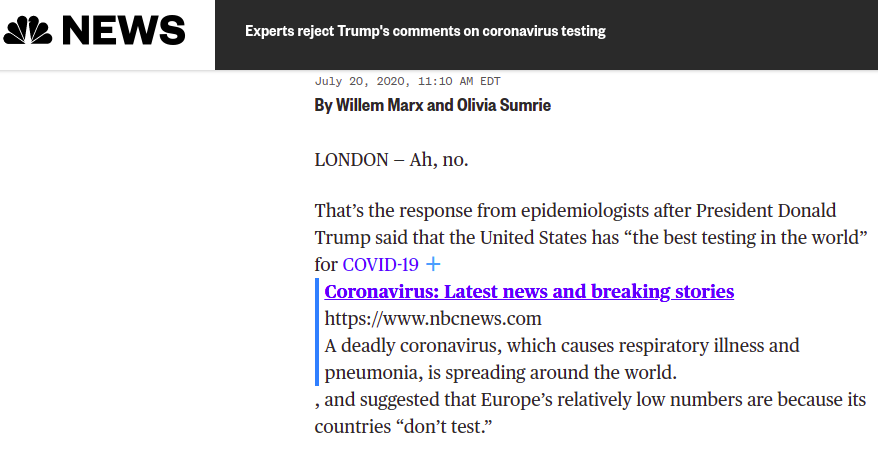 NEWS
Experts reject Trump's comments on coronavirus testing
July 20, 2020, 11:10 AM EDT
By Willem Marx and Olivia Sumrie
LONDON — Ah, no.
That’s the response from epidemiologists after President Donald
Trump said that the United States has “the best testing in the world”
for COVID-19 +
Coronavirus: Latest news and breaking stories
https://www.nbcnews.com
A deadly coronavirus, which causes respiratory illness and
pneumonia, is spreading around the world.
, and suggested that Europe’s relatively low numbers are because its
countries “don’t test.”